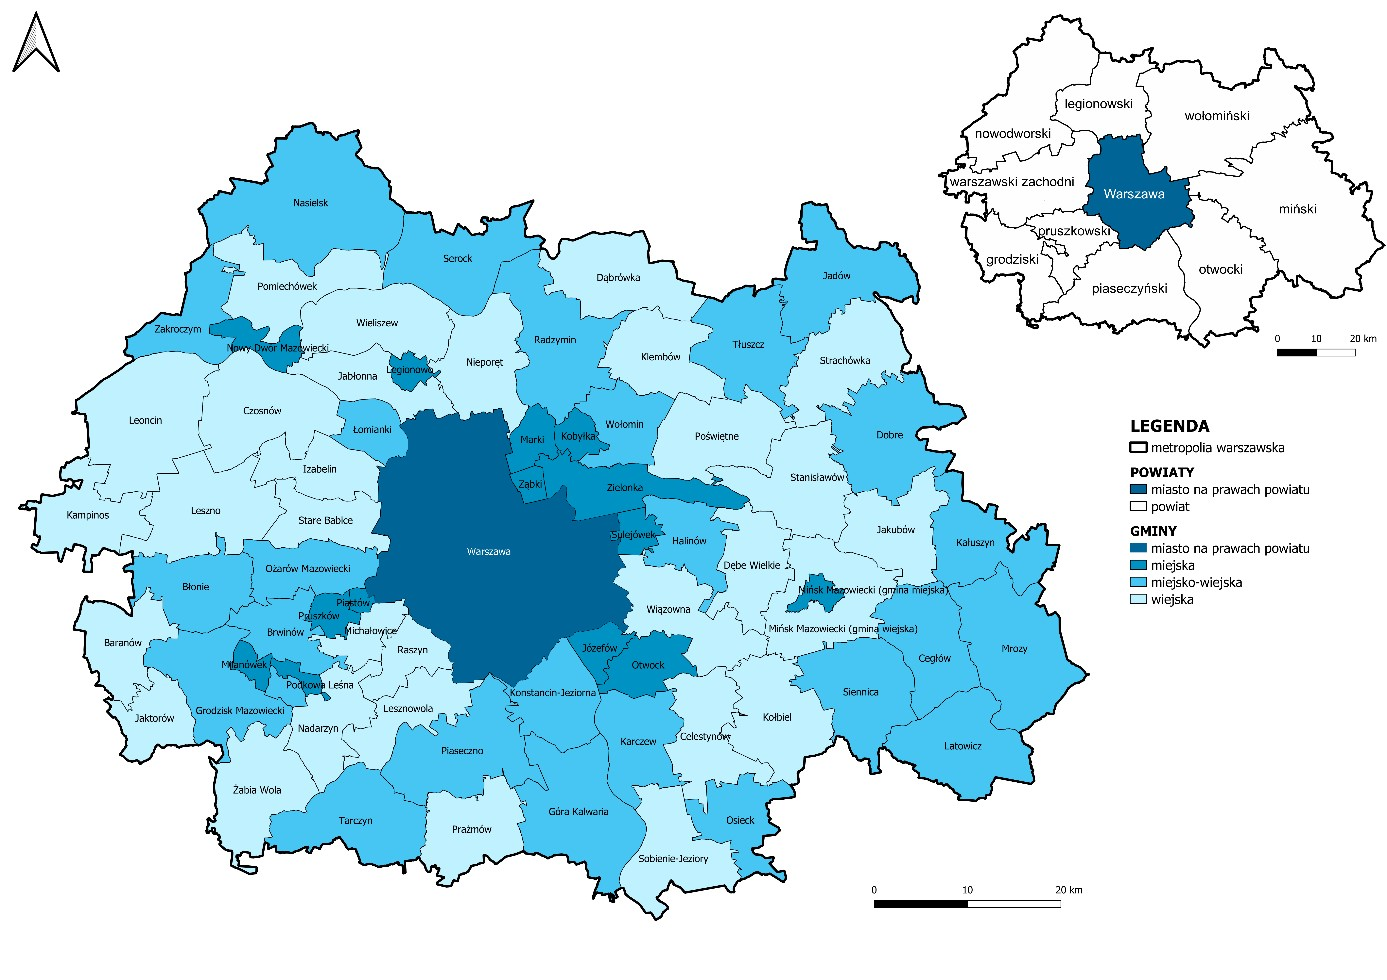 Nasielsk
Serock
Dąbrówka
Jadów
Pomiechówek
Zakroczym
Wieliszew
Nowy Dwór Mazowiecki
Radzymin
Tłuszcz
Klembów
Strachówka
Nieporęt
Jabłonna
Legionowo
Leoncin
Czosnów
Łomianki
Marki
Kobyłka
Wołomin
Poświętne
Dobre
Izabelin
Ząbki
Zielonka
Stanisławów
Kampinos
Leszno
Stare Babice
Sulejówek
Halinów
Jakubów
Kałuszyn
Warszawa
Dębe Wielkie
Ożarów Mazowiecki
Błonie
Mińsk Mazowiecki (gmina miejska)
Piastów
Pruszków
Wiązowna
Brwinów
Michałowice
Mińsk Mazowiecki (gmina wiejska)
Baranów
Raszyn
Józefów
Otwock
Cegłów
Mrozy
Milanówek
Podkowa Leśna
Konstancin-Jeziorna
Siennica
Grodzisk Mazowiecki
Lesznowola
Jaktorów
Kołbiel
Nadarzyn
Celestynów
Karczew
Piaseczno
Latowicz
Żabia Wola
Góra Kalwaria
Tarczyn
Prażmów
Osieck
Sobienie-Jeziory
0 10 20 km
legionowski
wołomiński
nowodworski
warszawski zachodni
Warszawa
miński
pruszkowski
grodziski
otwocki
piaseczyński
0 10 20 km
LEGENDA
metropolia warszawska
POWIATY
miasto na prawach powiatu
powiat
GMINY
miasto na prawach powiatu
miejska
miejsko-wiejska
wiejska